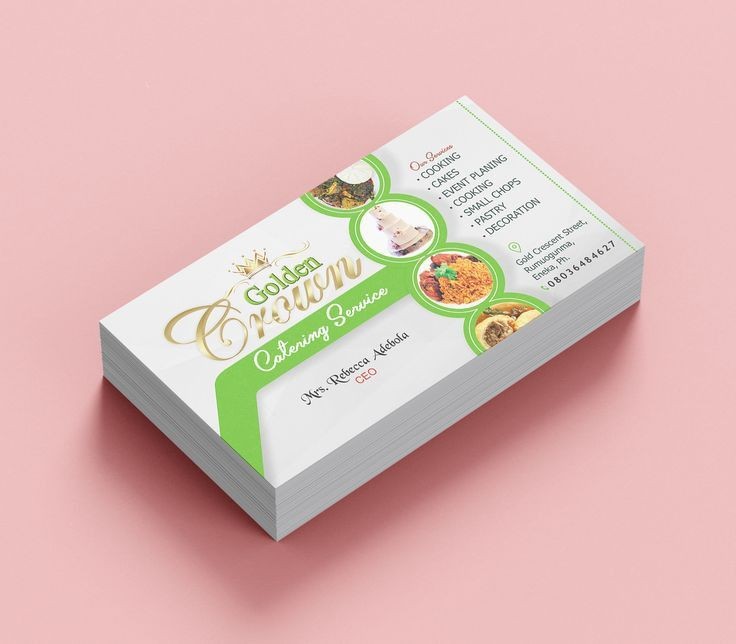 Golden
Crown
Catering Service
Mrs. Rebecca Adebola
CEO
Our Services
• COOKING
• CAKES
• EVENT PLANING
• COOKING
• SMALL CHOPS
• PASTRY
• DECORATION
Gold Crescent Street,
Rumuogunma,
Eneka, Ph.
08036484627